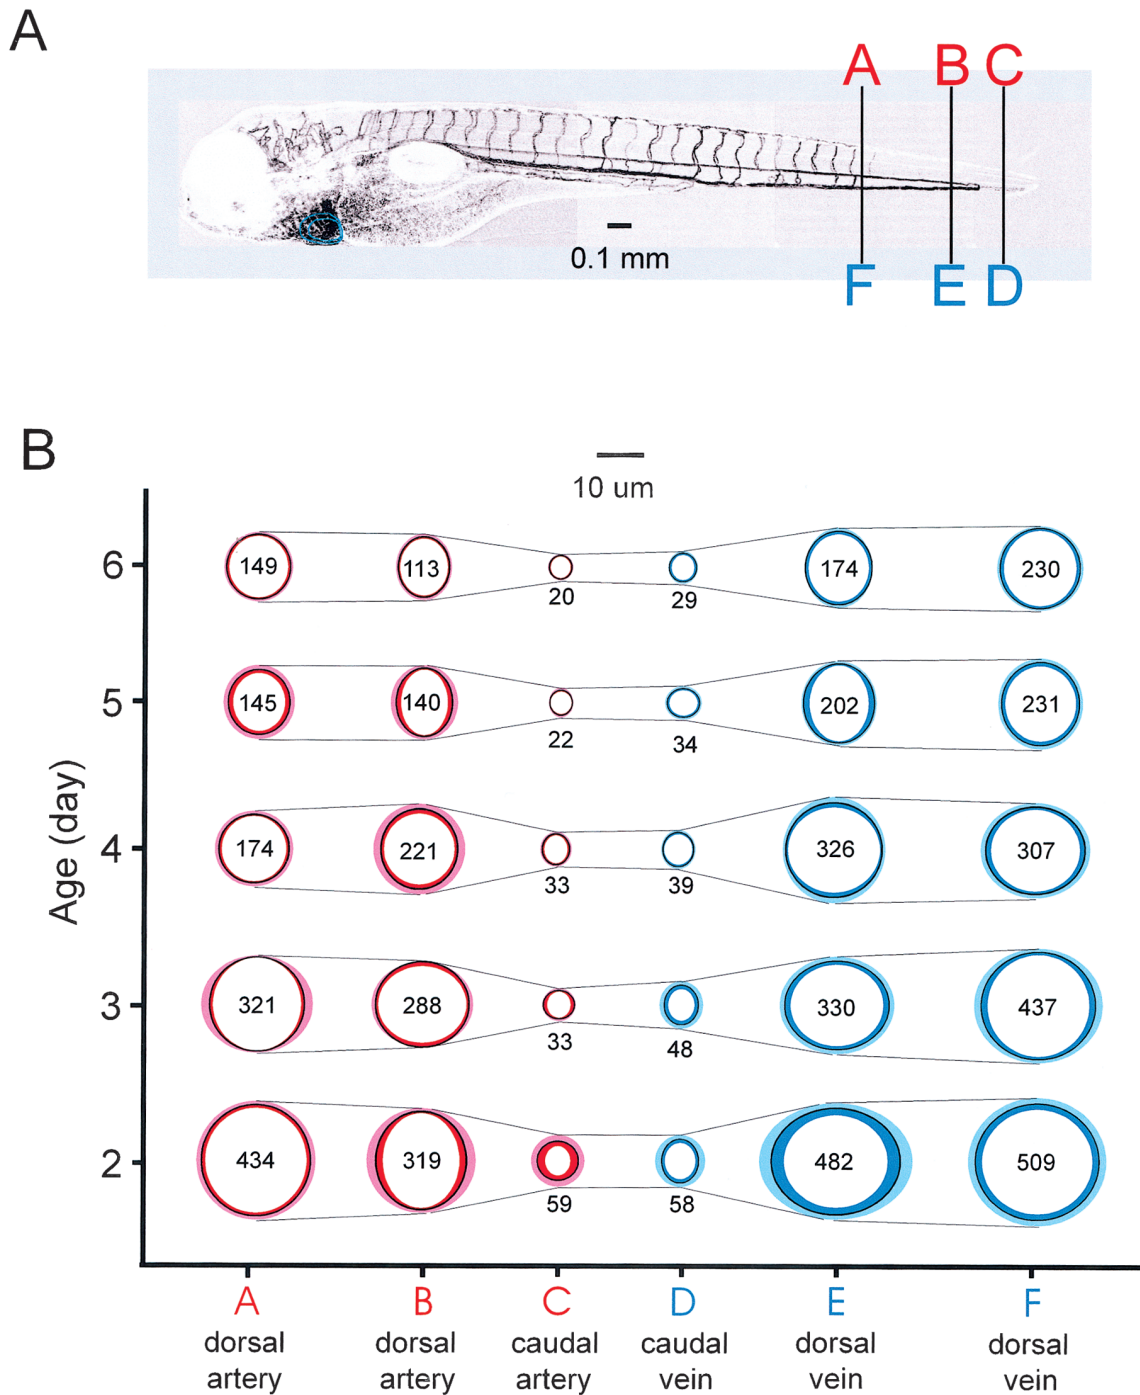 A
A B C
0.1 mm
F E D
B
10 um
Age (day)
6
149 113 20 29 174 230
5
145 140 22 34 202 231
4
174 221 33 39 326 307
3
321 288 33 48 330 437
2
434 319 59 58 482 509
A B C D E F
dorsal dorsal caudal caudal dorsal dorsal
artery artery artery vein vein vein